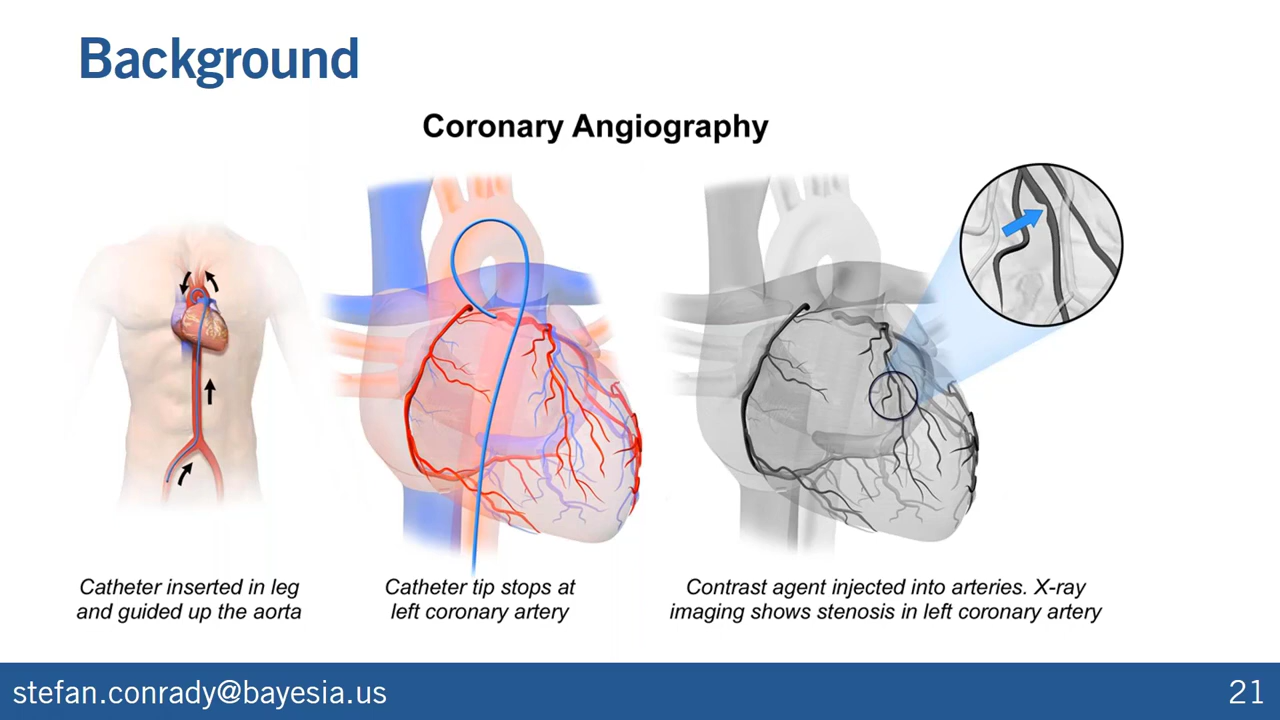 Background
Coronary Angiography
Catheter inserted in leg
and guided up the aorta
Catheter tip stops at
left coronary artery
Contrast agent injected into arteries. X-ray
imaging shows stenosis in left coronary artery
stefan.conrady@bayesia.us
21